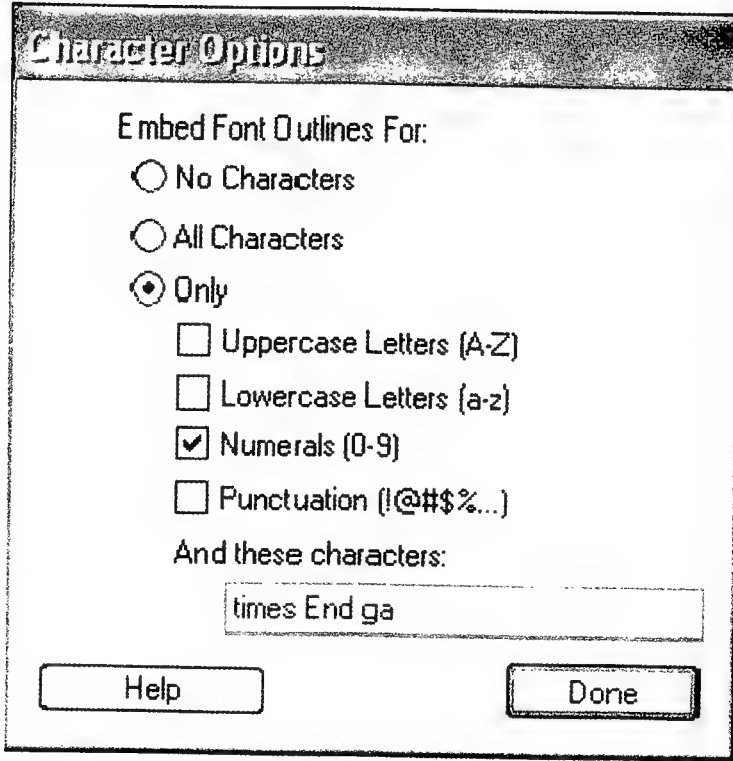 Character Options
Embed Font Outlines For:
No Characters
All Characters
Only
Uppercase Letters (A-Z)
Lowercase Letters (a-z)
Numerals (0-9)
Punctuation (!@#$%...)
And these characters:
times End ga
Help
Done